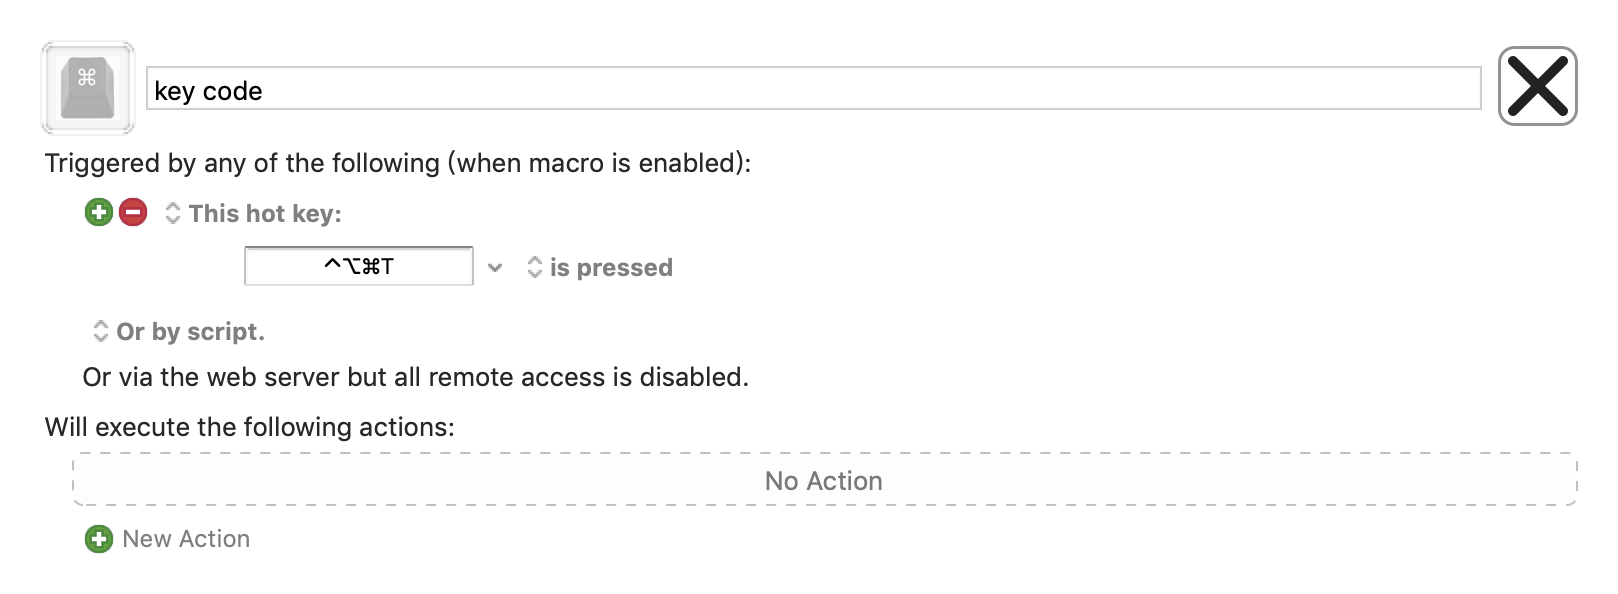 ⌘
key code
Triggered by any of the following (when macro is enabled):
This hot key:
^⌥⌘T
is pressed
Or by script.
Or via the web server but all remote access is disabled.
Will execute the following actions:
No Action
New Action